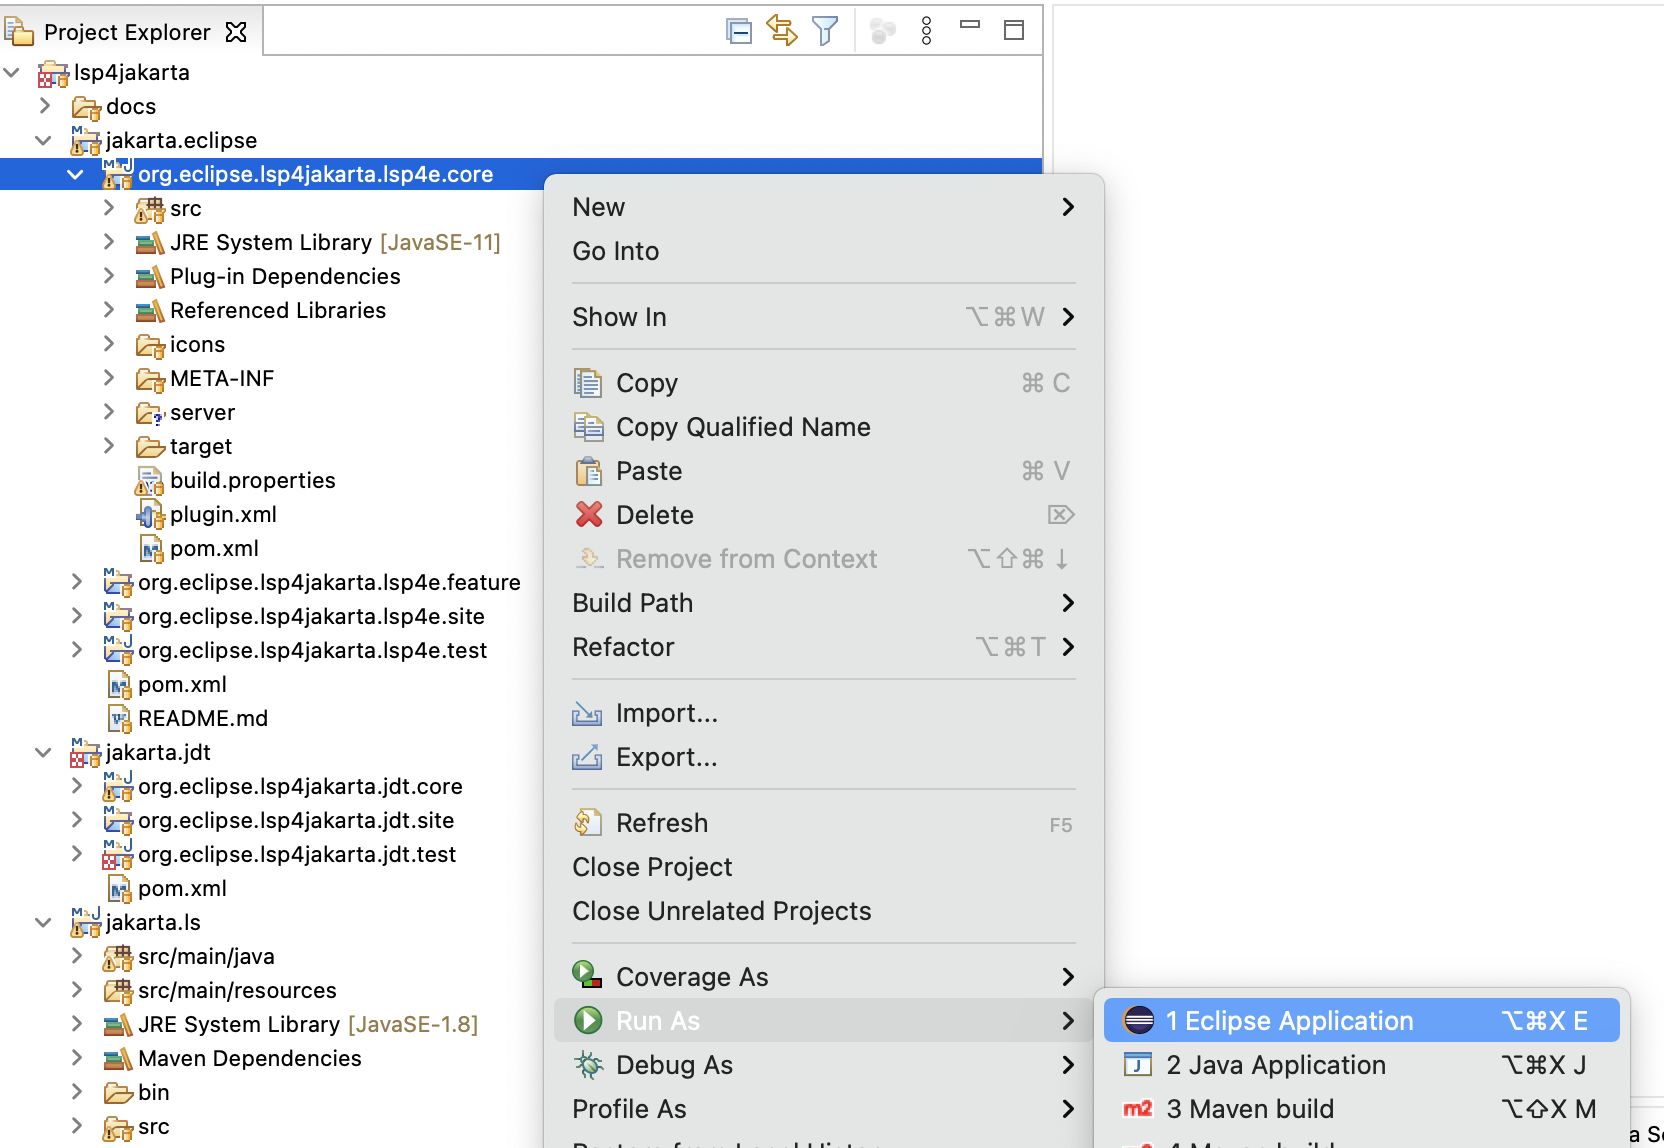 Project Explorer
lsp4jakarta
docs
jakarta.eclipse
org.eclipse.lsp4jakarta.lsp4e.core
src
JRE System Library [JavaSE-11]
Plug-in Dependencies
Referenced Libraries
icons
META-INF
server
target
build.properties
plugin.xml
pom.xml
org.eclipse.lsp4jakarta.lsp4e.feature
org.eclipse.lsp4jakarta.lsp4e.site
org.eclipse.lsp4jakarta.lsp4e.test
pom.xml
README.md
jakarta.jdt
org.eclipse.lsp4jakarta.jdt.core
org.eclipse.lsp4jakarta.jdt.site
org.eclipse.lsp4jakarta.jdt.test
pom.xml
jakarta.ls
src/main/java
src/main/resources
JRE System Library [JavaSE-1.8]
Maven Dependencies
bin
src
New
Go Into
Show In ⌥⌘W
Copy ⌘ C
Copy Qualified Name
Paste ⌘ V
Delete ⌦
Remove from Context ⌥⇧⌘↓
Build Path
Refactor ⌥⌘T
Import...
Export...
Refresh F5
Close Project
Close Unrelated Projects
Coverage As
Run As
Debug As
Profile As
1 Eclipse Application ⌥⌘X E
2 Java Application ⌥⌘X J
3 Maven build ⌥⇧X M